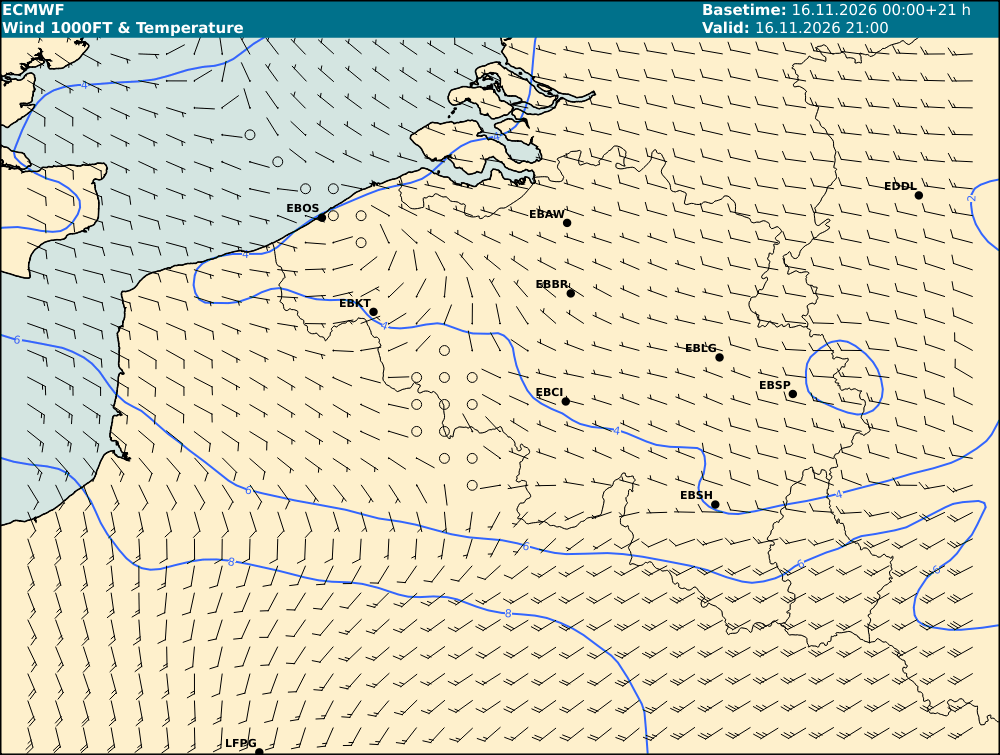 ECMWF
Basetime: 16.11.2026 00:00+21 h
Wind 1000FT & Temperature
Valid: 16.11.2026 21:00
4
4
EDDL
2
EBOS
EBAW
4
EBBR
EBKT
4
6
EBLG
EBSP
EBCI
4
6
EBSH
4
6
8
6
6
8
LFPG